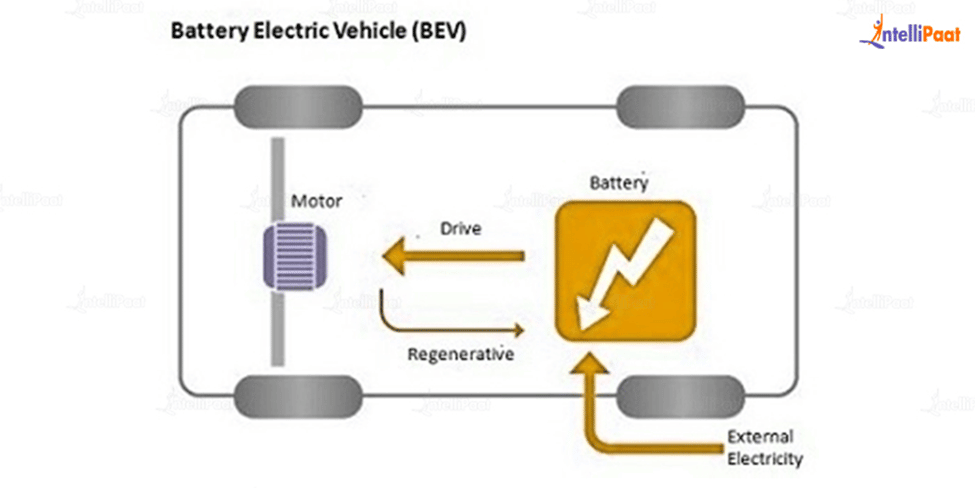 Battery Electric Vehicle (BEV)
IntelliPaat
Battery
Motor
Drive
Regenerative
External
Electricity